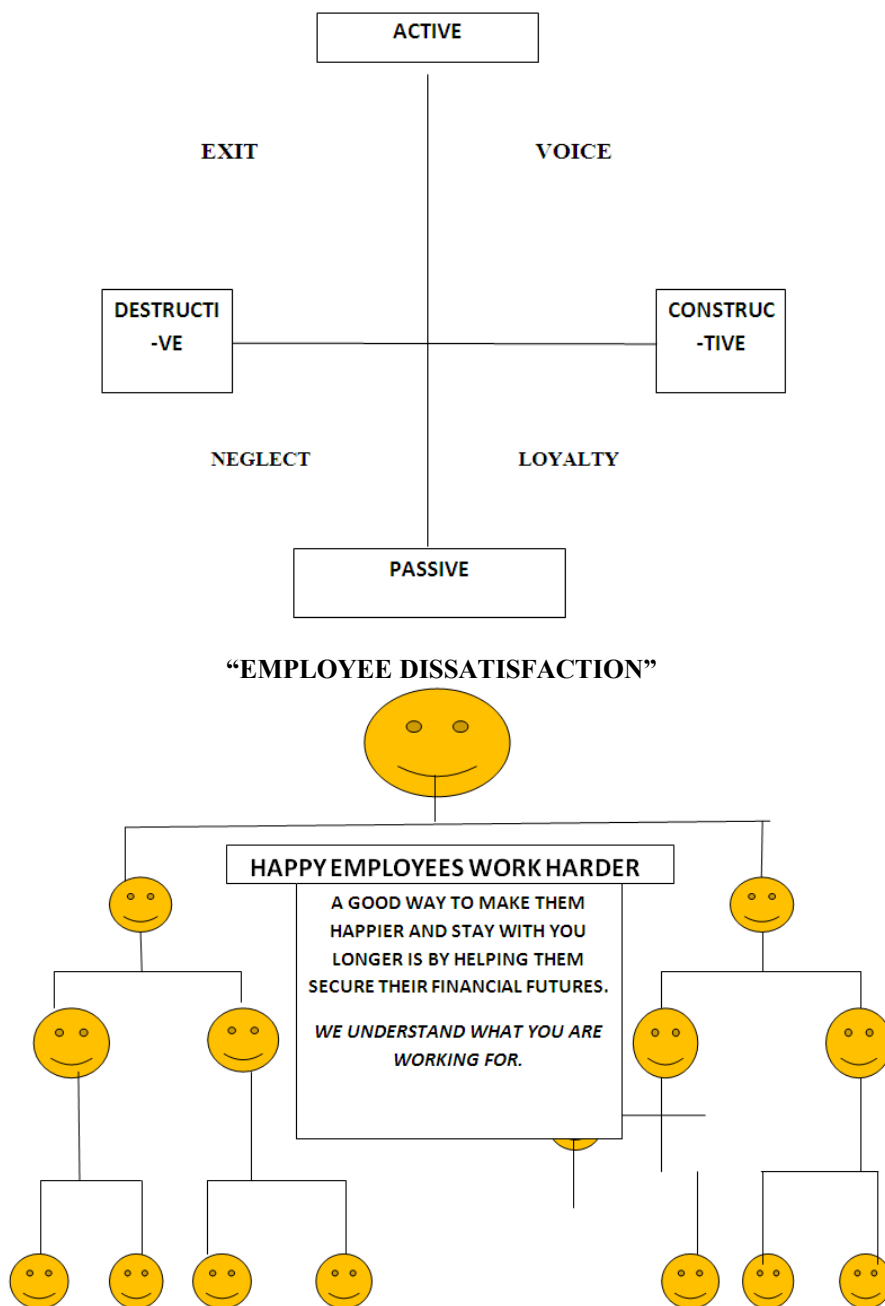 ACTIVE
EXIT VOICE
DESTRUCTI
-VE
CONSTRUC
-TIVE
NEGLECT LOYALTY
PASSIVE
“EMPLOYEE DISSATISFACTION”
HAPPY EMPLOYEES WORK HARDER
A GOOD WAY TO MAKE THEM
HAPPIER AND STAY WITH YOU
LONGER IS BY HELPING THEM
SECURE THEIR FINANCIAL FUTURES.
WE UNDERSTAND WHAT YOU ARE
WORKING FOR.